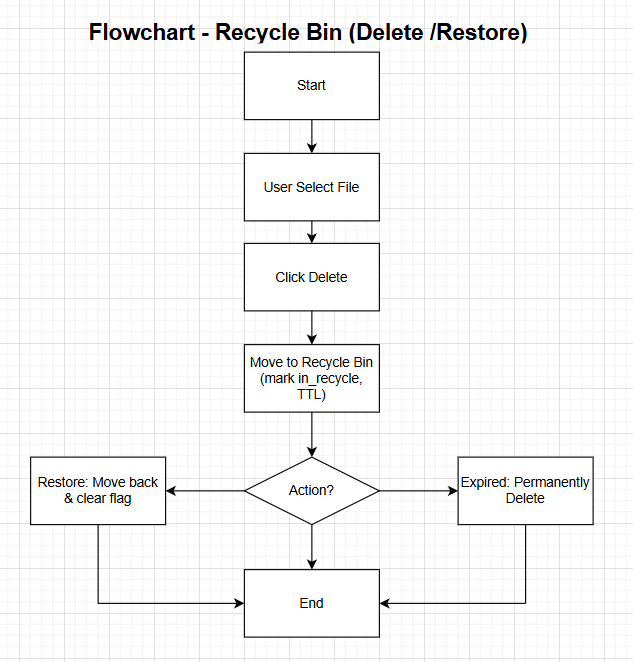 Flowchart - Recycle Bin (Delete /Restore)
Start
User Select File
Click Delete
Move to Recycle Bin
(mark in_recycle,
TTL)
Restore: Move back
& clear flag
Action?
Expired: Permanently
Delete
End